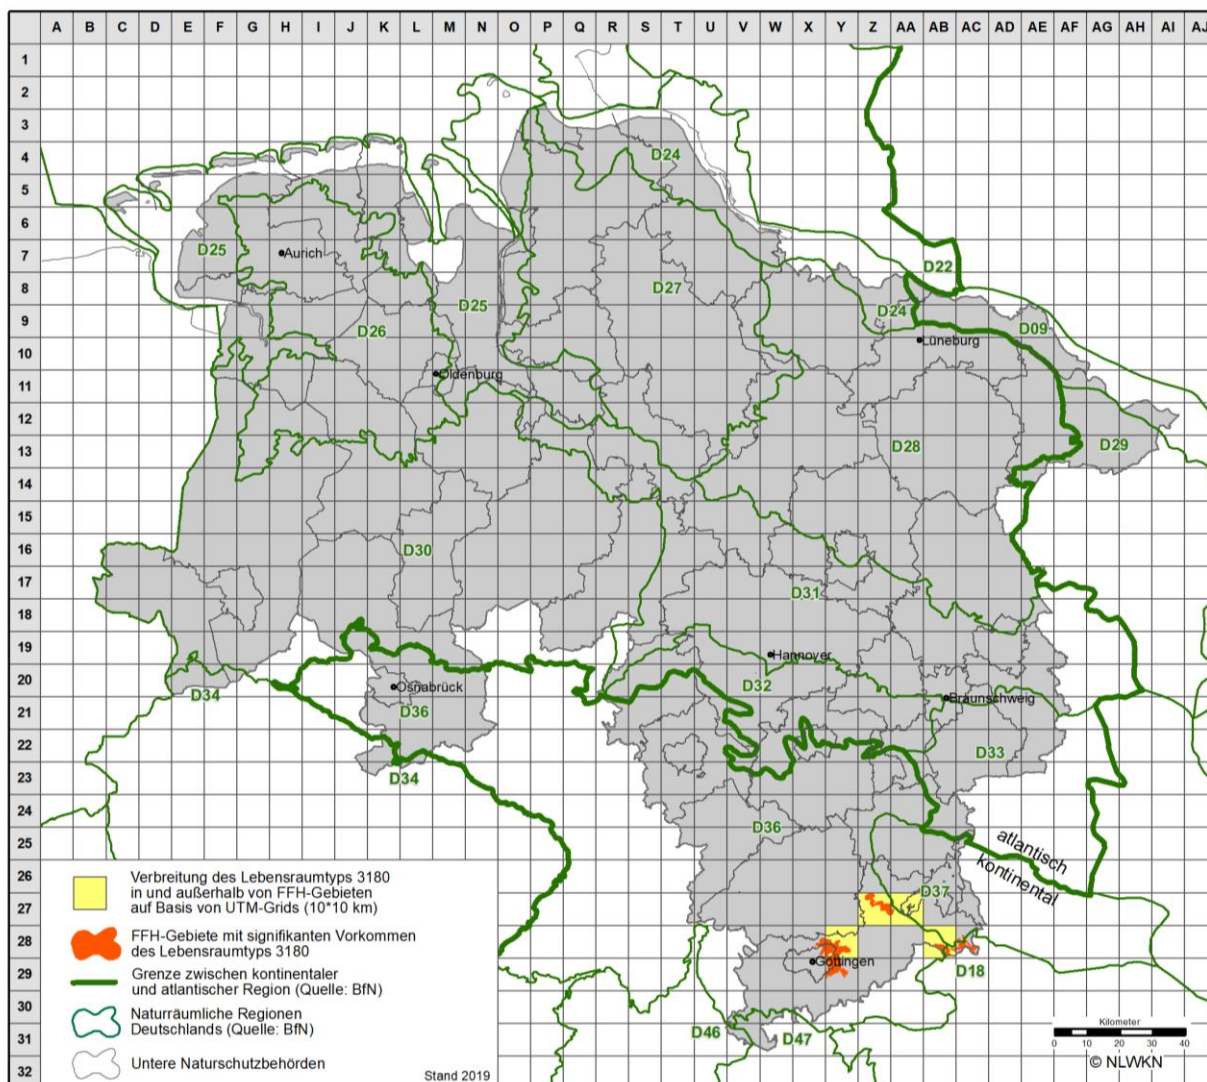 A B C D E F G H I J K L M N O P Q R S T U V W X Y Z AA AB AC AD AE AF AG AH AI AJ
1
2
3
4
D24
5
6
7
D25
Aurich
D22
8
D27
9
D25
D24
D09
D26
Lüneburg
10
11
Oldenburg
12
13
D28
D29
14
15
16
D30
17
D31
18
19
Hannover
20
D34
Osnabrück
D32
Braunschweig
21
D36
22
D33
23
D34
24
D36
25
atlantisch
kontinental
26
D37
27
28
29
Göttingen
D18
30
31
D46
D47
32
Verbreitung des Lebensraumtyps 3180
in und außerhalb von FFH-Gebieten
auf Basis von UTM-Grids (10*10 km)
FFH-Gebiete mit signifikanten Vorkommen
des Lebensraumtyps 3180
Grenze zwischen kontinentaler
und atlantischer Region (Quelle: BfN)
Naturräumliche Regionen
Deutschlands (Quelle: BfN)
Untere Naturschutzbehörden
Stand 2019
Kilometer
0 10 20 30 40
© NLWKN